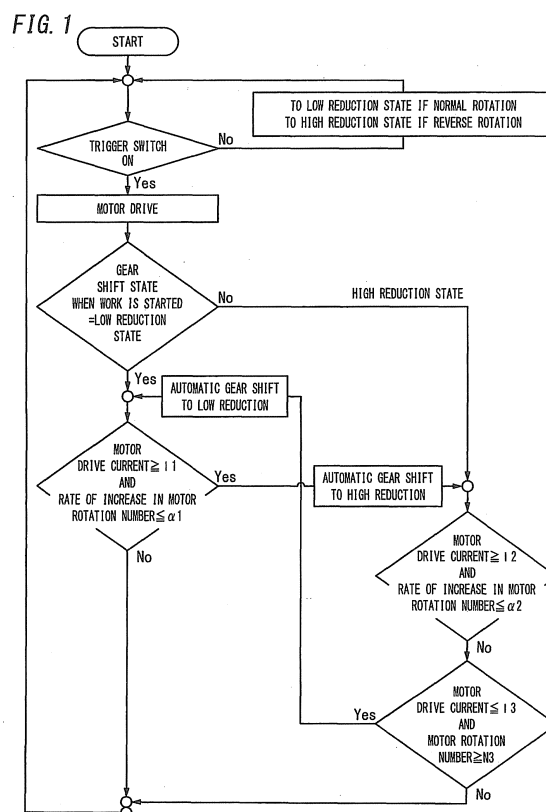 FIG. 1
START
TO LOW REDUCTION STATE IF NORMAL ROTATION
TO HIGH REDUCTION STATE IF REVERSE ROTATION
TRIGGER SWITCH
ON
No
Yes
MOTOR DRIVE
GEAR
SHIFT STATE
WHEN WORK IS STARTED
=LOW REDUCTION
STATE
No
HIGH REDUCTION STATE
Yes
AUTOMATIC GEAR SHIFT
TO LOW REDUCTION
MOTOR
DRIVE CURRENT≧I1
AND
RATE OF INCREASE IN MOTOR
ROTATION NUMBER≦α1
Yes
AUTOMATIC GEAR SHIFT
TO HIGH REDUCTION
No
MOTOR
DRIVE CURRENT≧I2
AND
RATE OF INCREASE IN MOTOR
ROTATION NUMBER≦α2
No
MOTOR
DRIVE CURRENT≦I3
AND
MOTOR ROTATION
NUMBER≧N3
Yes
No